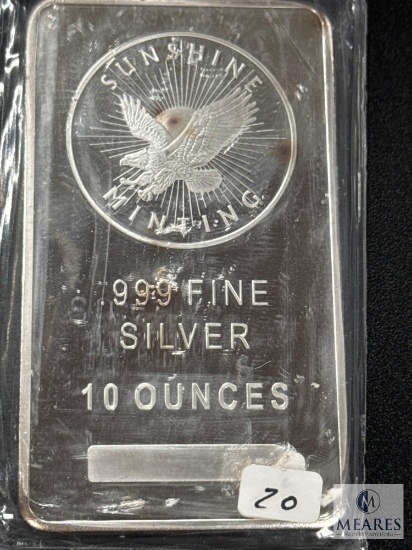 SUNSHINE
MINTING
.999 FINE
SILVER
10 OUNCES
20
M
MEARES